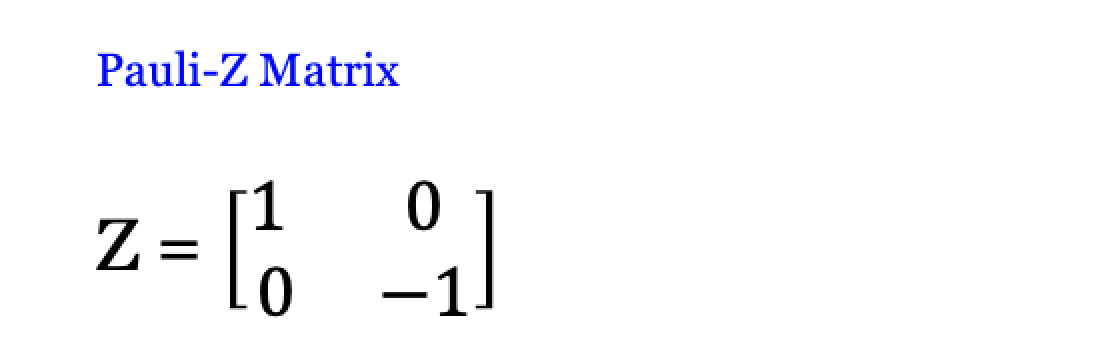 Pauli-Z Matrix
Z = [1 0
0 −1]